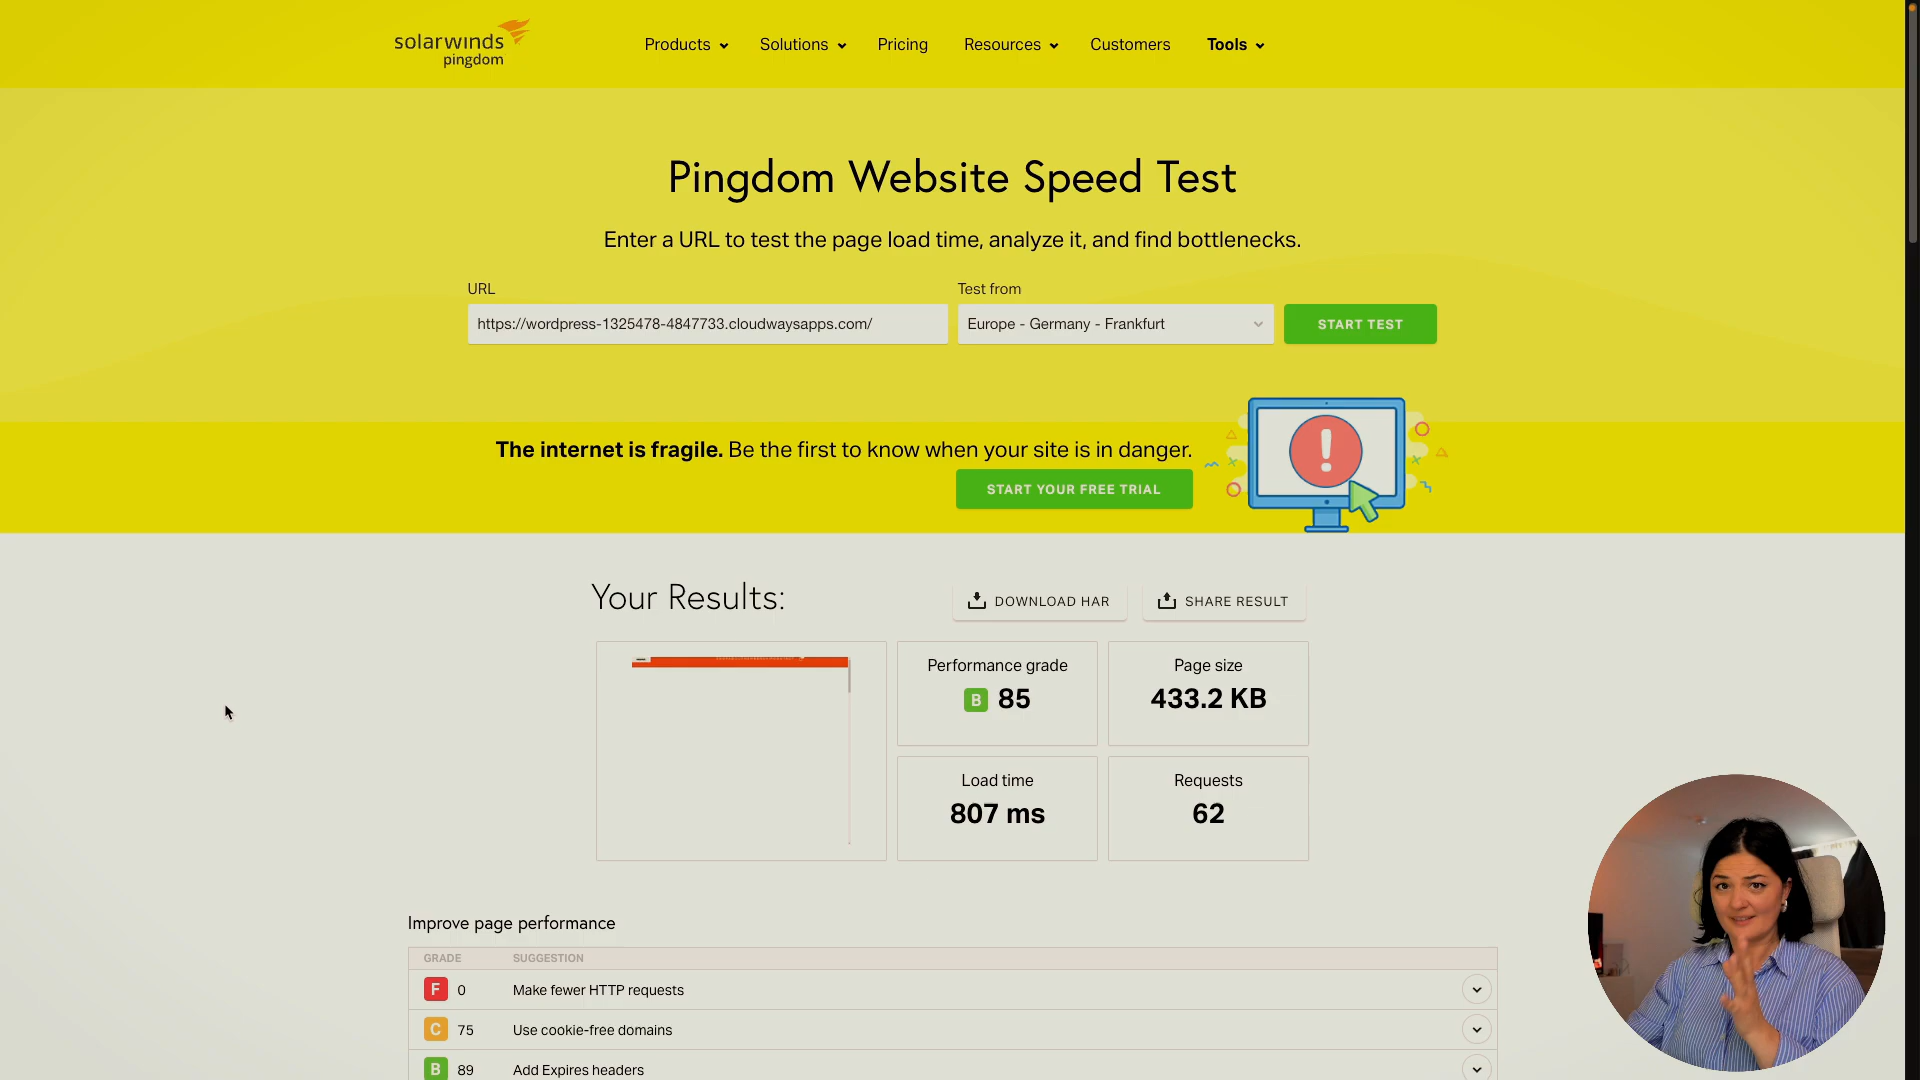 solarwinds
pingdom
Products
Solutions
Pricing
Resources
Customers
Tools
Pingdom Website Speed Test
Enter a URL to test the page load time, analyze it, and find bottlenecks.
URL
Test from
https://wordpress-1325478-4847733.cloudwaysapps.com/
Europe - Germany - Frankfurt
START TEST
The internet is fragile. Be the first to know when your site is in danger.
START YOUR FREE TRIAL
Your Results:
DOWNLOAD HAR
SHARE RESULT
Performance grade
B 85
Page size
433.2 KB
Load time
807 ms
Requests
62
Improve page performance
GRADE SUGGESTION
F 0 Make fewer HTTP requests
C 75 Use cookie-free domains
B 89 Add Expires headers